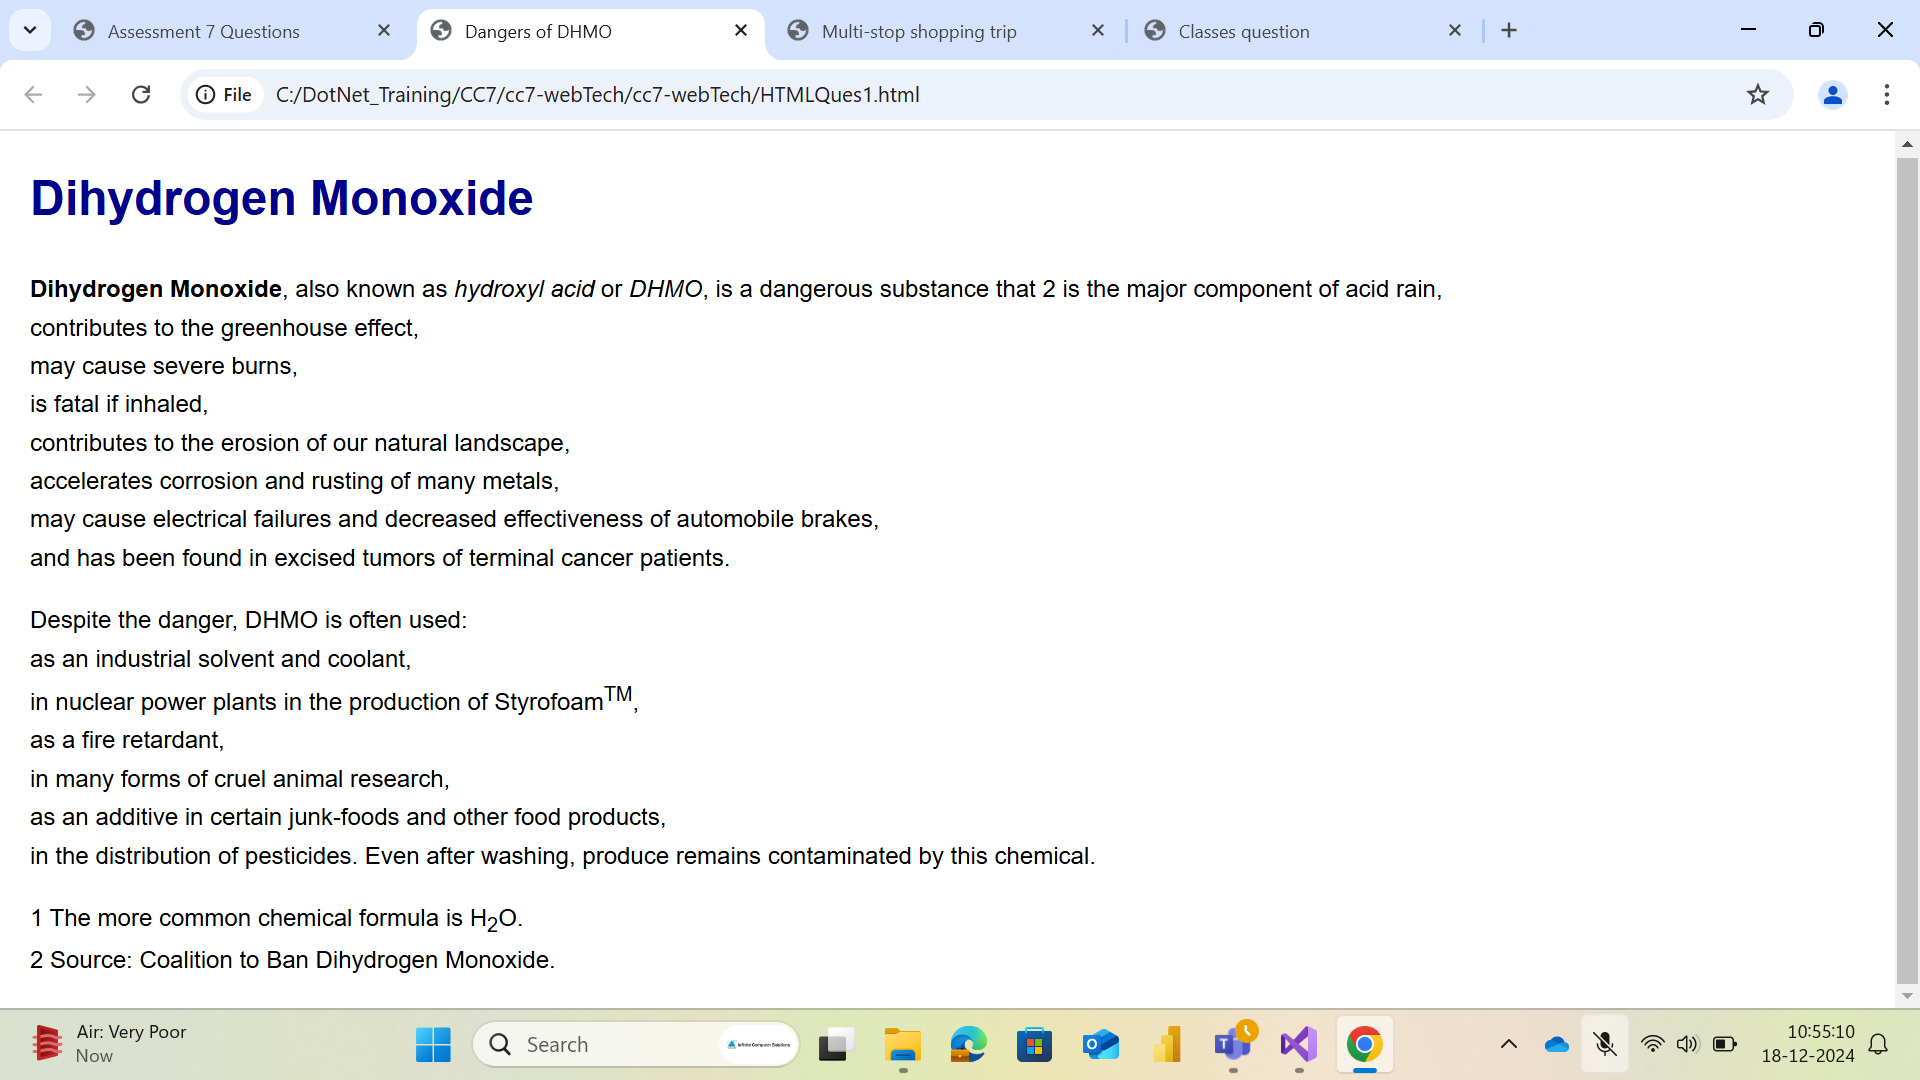 Assessment 7 Questions
Dangers of DHMO
Multi-stop shopping trip
Classes question
File
C:/DotNet_Training/CC7/cc7-webTech/cc7-webTech/HTMLQues1.html
Dihydrogen Monoxide
Dihydrogen Monoxide, also known as hydroxyl acid or DHMO, is a dangerous substance that 2 is the major component of acid rain,
contributes to the greenhouse effect,
may cause severe burns,
is fatal if inhaled,
contributes to the erosion of our natural landscape,
accelerates corrosion and rusting of many metals,
may cause electrical failures and decreased effectiveness of automobile brakes,
and has been found in excised tumors of terminal cancer patients.
Despite the danger, DHMO is often used:
as an industrial solvent and coolant,
in nuclear power plants in the production of Styrofoam™,
as a fire retardant,
in many forms of cruel animal research,
as an additive in certain junk-foods and other food products,
in the distribution of pesticides. Even after washing, produce remains contaminated by this chemical.
1 The more common chemical formula is H₂O.
2 Source: Coalition to Ban Dihydrogen Monoxide.
Air: Very Poor
Now
Search
Infinite Computer Solutions
10:55:10
18-12-2024